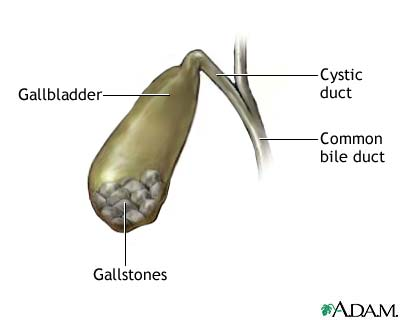 Gallbladder
Cystic
duct
Common
bile duct
Gallstones
A.D.A.M.